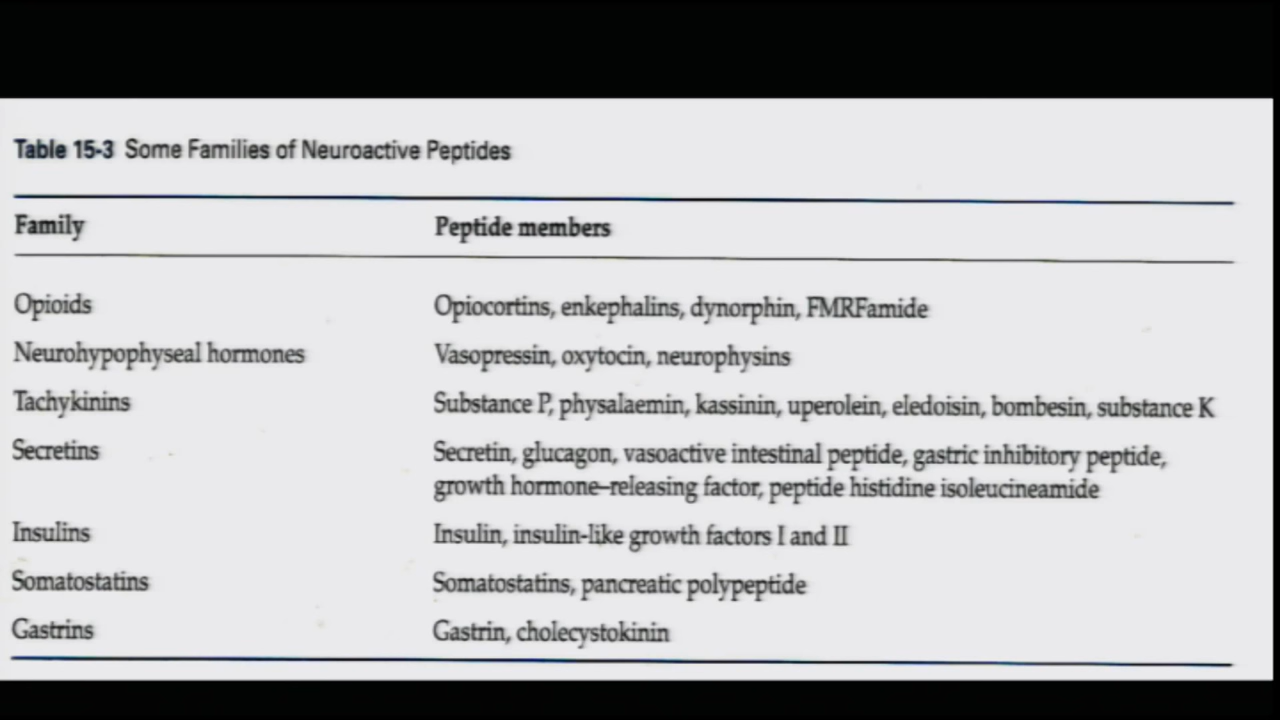 Table 15-3 Some Families of Neuroactive Peptides
Family Peptide members
Opioids Opiocortins, enkephalins, dynorphin, FMRFamide
Neurohypophyseal hormones Vasopressin, oxytocin, neurophysins
Tachykinins Substance P, physalaemin, kassinin, uperolein, eledoisin, bombesin, substance K
Secretins Secretin, glucagon, vasoactive intestinal peptide, gastric inhibitory peptide,
growth hormone–releasing factor, peptide histidine isoleucineamide
Insulins Insulin, insulin-like growth factors I and II
Somatostatins Somatostatins, pancreatic polypeptide
Gastrins Gastrin, cholecystokinin